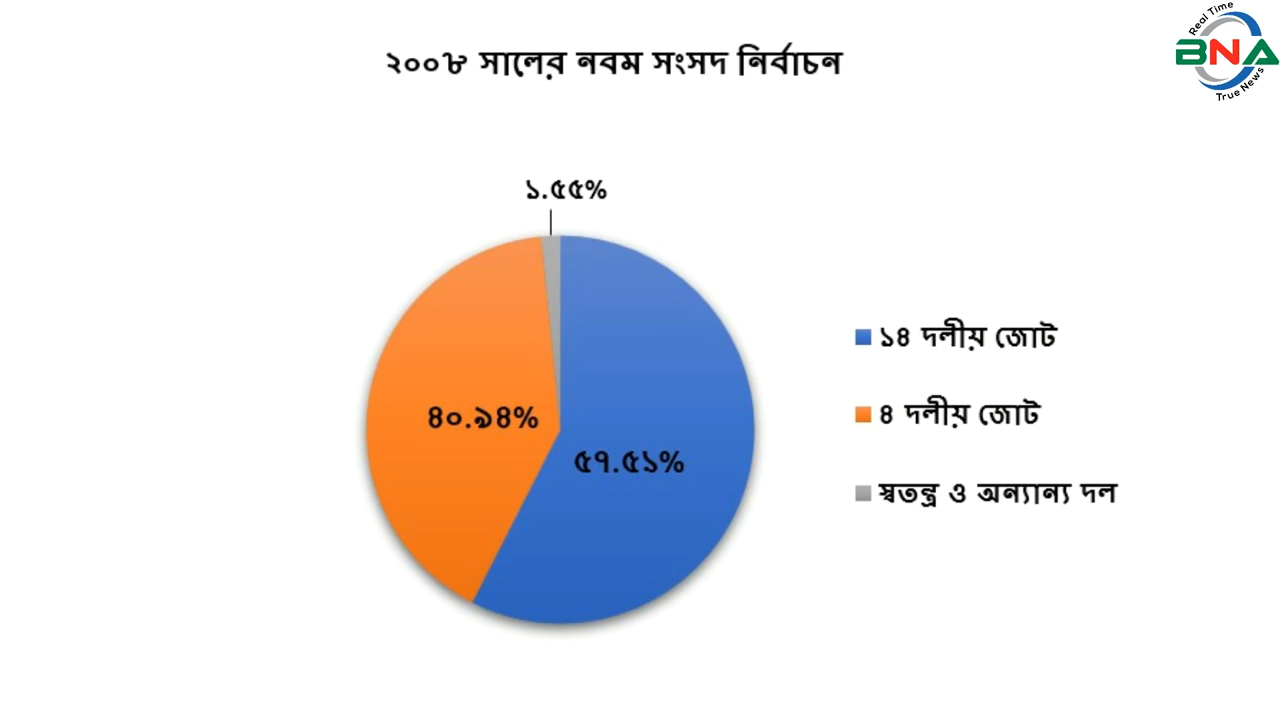 Real Time
BNA
True News
২০০৮ সালের নবম সংসদ নির্বাচন
১.৫৫%
৪০.৯৪%
৫৭.৫১%
১৪ দলীয় জোট
৪ দলীয় জোট
স্বতন্ত্র ও অন্যান্য দল